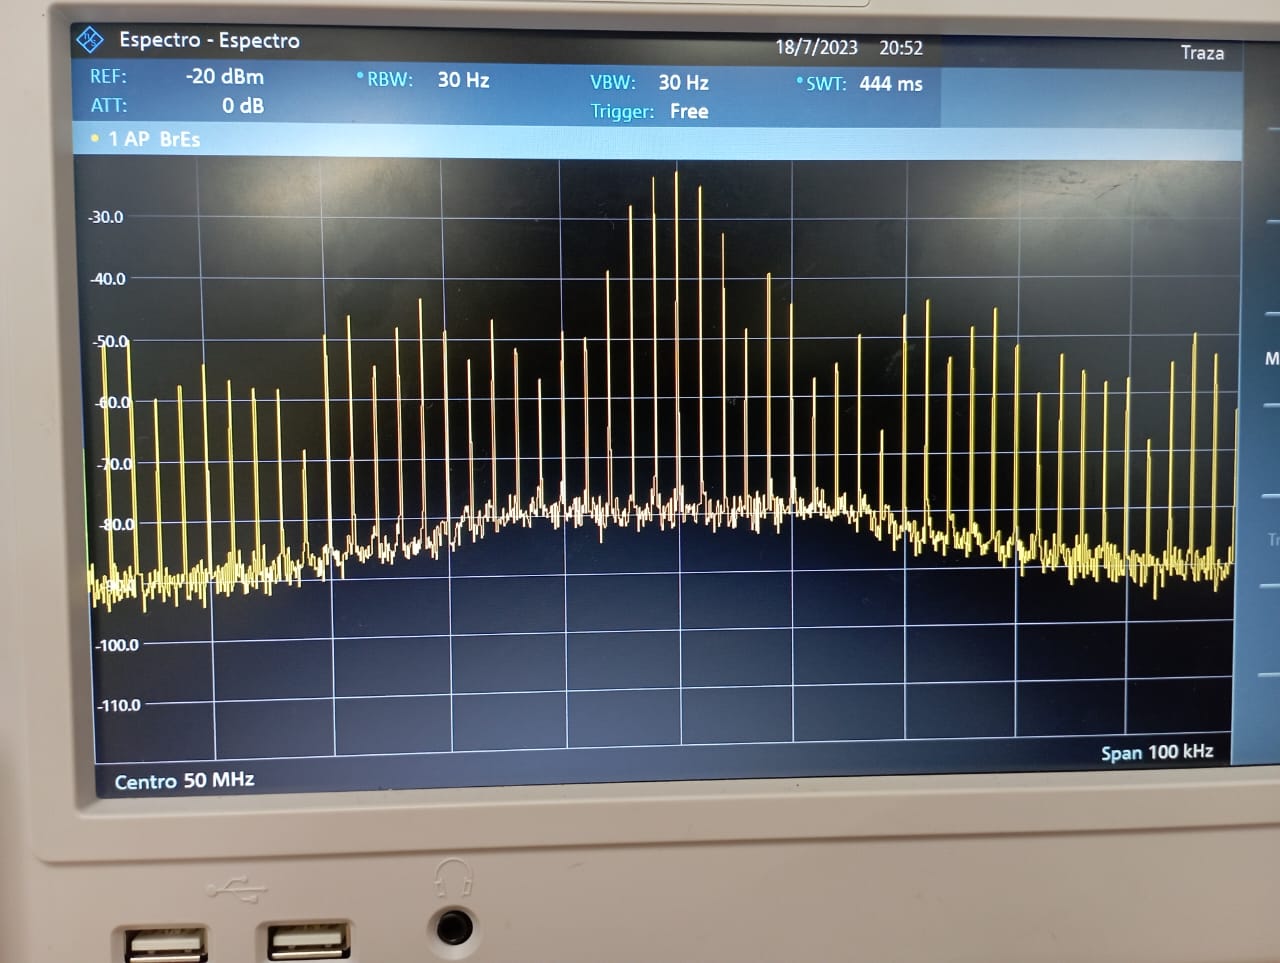 Espectro - Espectro
18/7/2023 20:52
Traza
REF: -20 dBm
RBW: 30 Hz
VBW: 30 Hz
SWT: 444 ms
ATT: 0 dB
Trigger: Free
1 AP BrEs
-30.0
-40.0
-50.0
-60.0
-70.0
-80.0
-90.0
-100.0
-110.0
Centro 50 MHz
Span 100 kHz